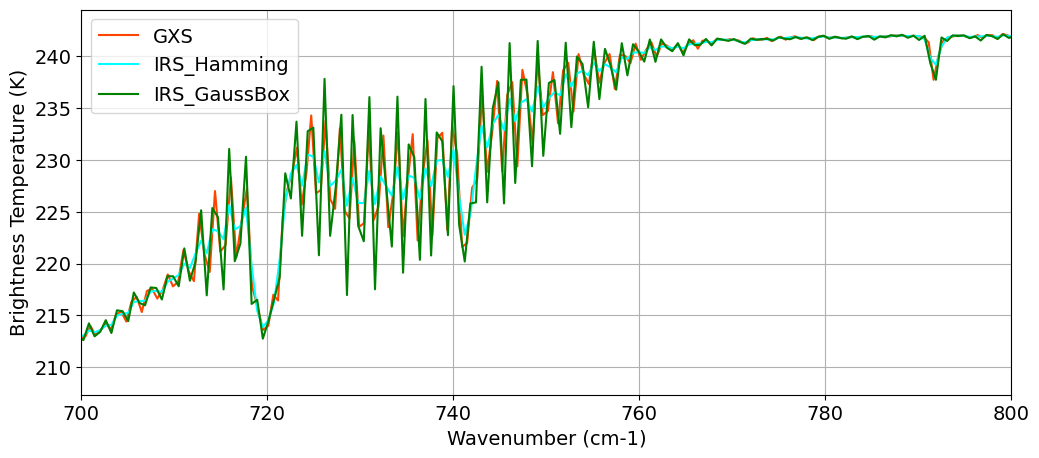 GXS
IRS_Hamming
IRS_GaussBox
Brightness Temperature (K)
240
235
230
225
220
215
210
700 720 740 760 780 800
Wavenumber (cm-1)